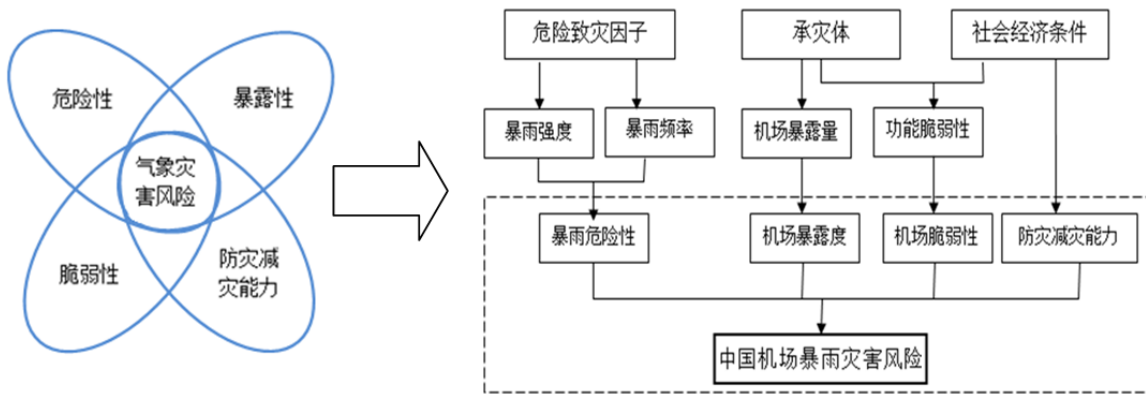 危险性
暴露性
气象灾
害风险
脆弱性
防灾减
灾能力
危险致灾因子
承灾体
社会经济条件
暴雨强度
暴雨频率
机场暴露量
功能脆弱性
暴雨危险性
机场暴露度
机场脆弱性
防灾减灾能力
中国机场暴雨灾害风险